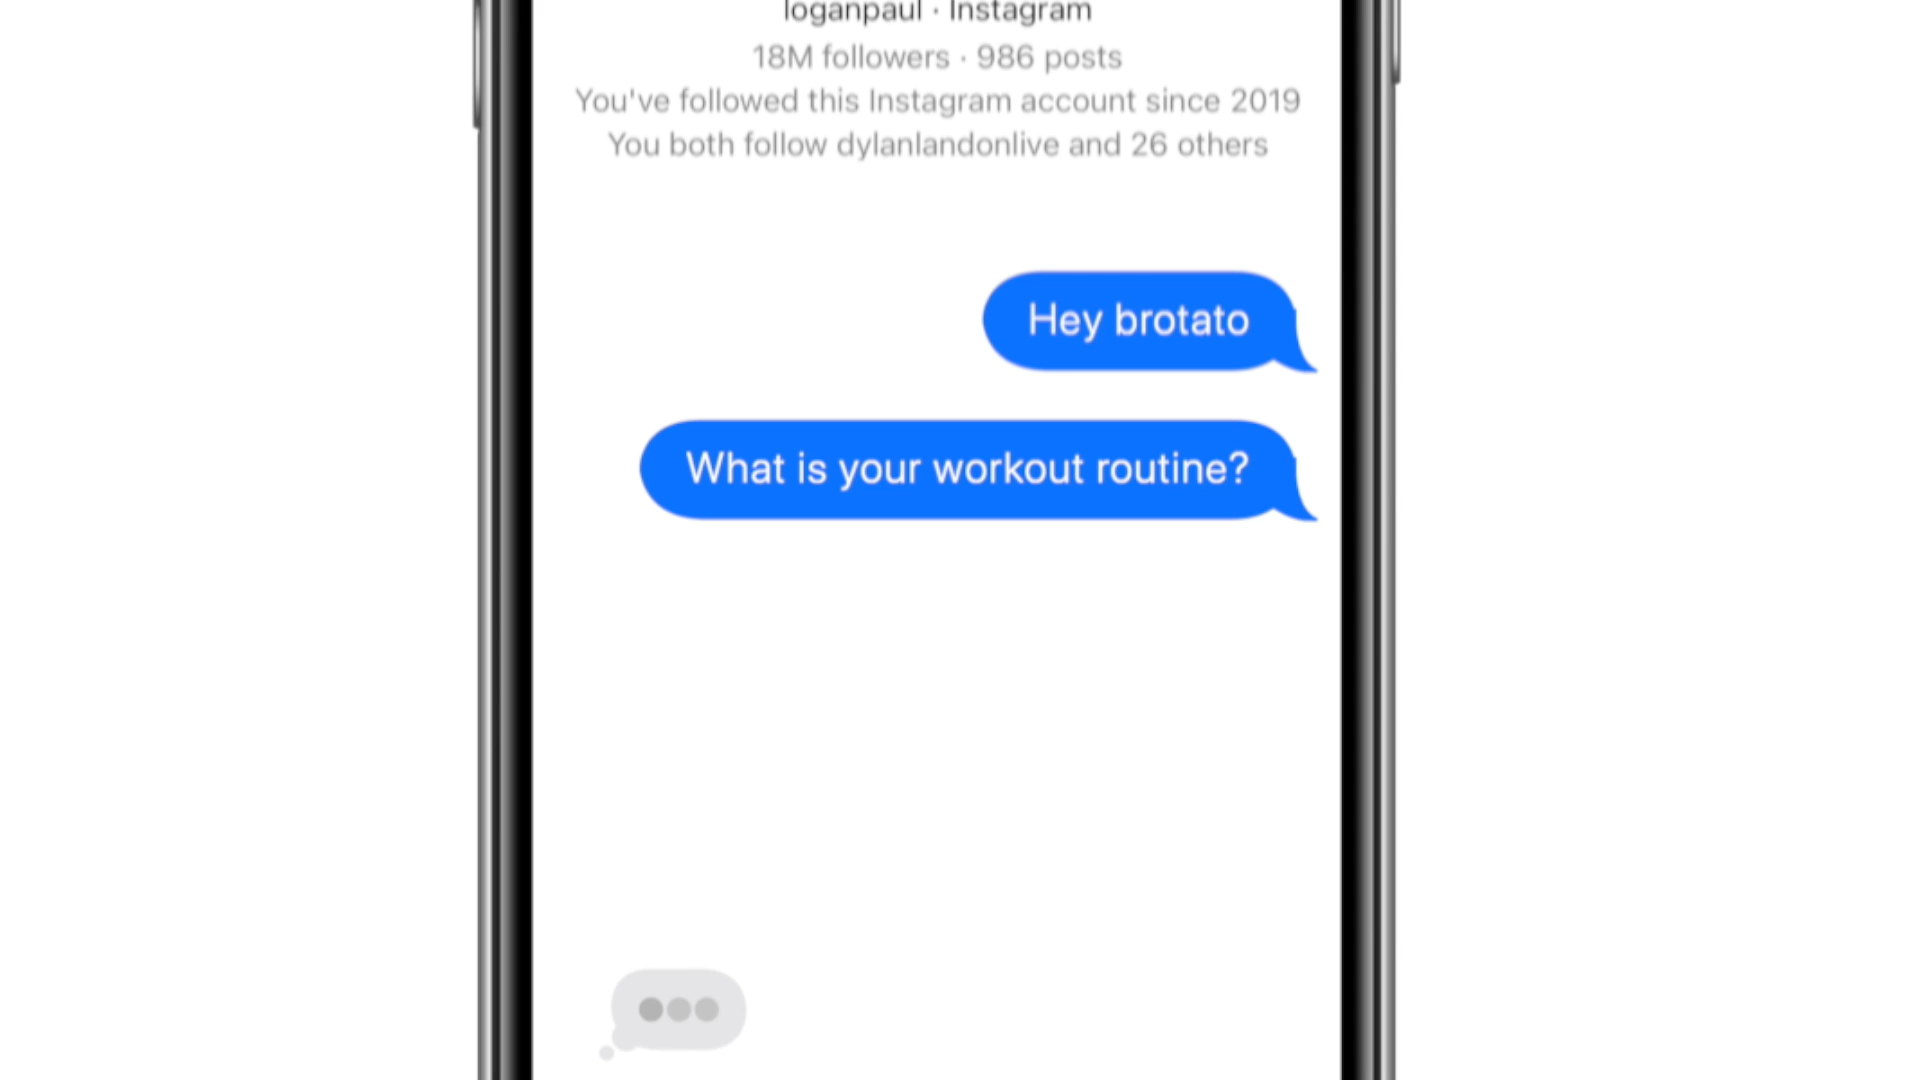 loganpaul · Instagram
18M followers · 986 posts
You've followed this Instagram account since 2019
You both follow dylanlandonlive and 26 others
Hey brotato
What is your workout routine?